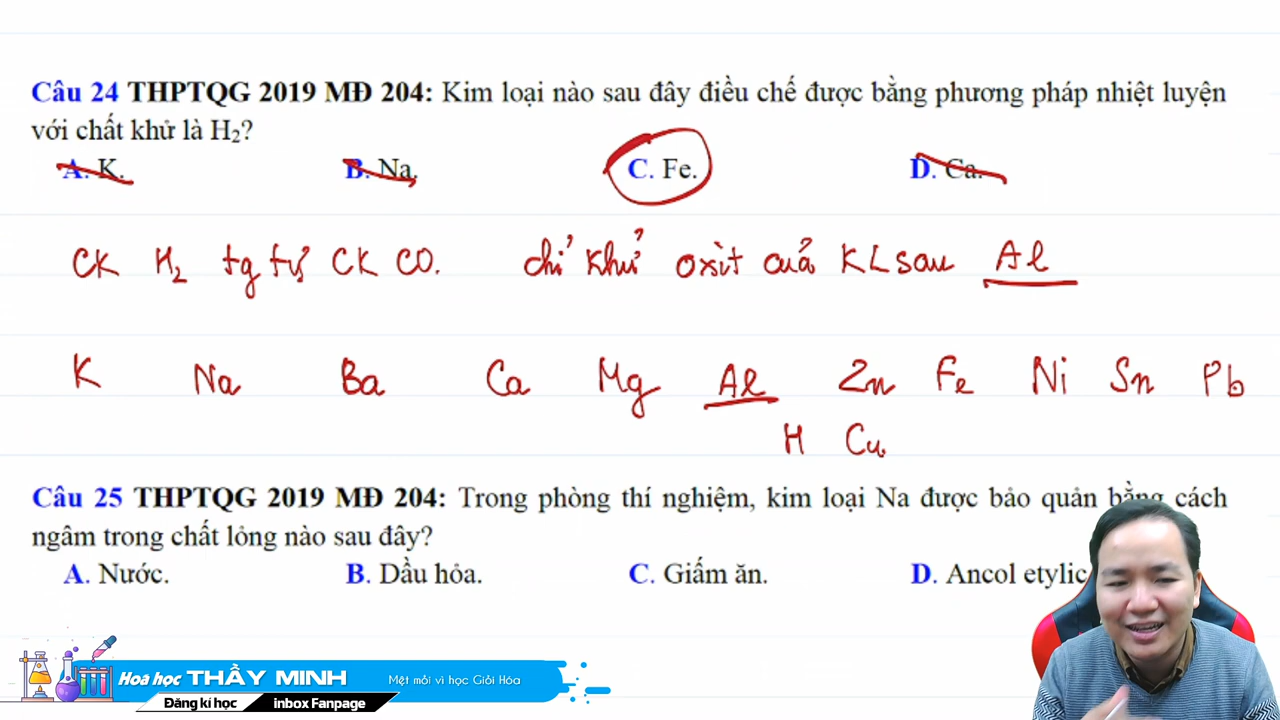 Câu 24 THPTQG 2019 MĐ 204: Kim loại nào sau đây điều chế được bằng phương pháp nhiệt luyện
với chất khử là H₂?
A. K. B. Na. C. Fe. D. Ca.
CK H₂ tg tự CK CO. chỉ khử oxit của KL sau Al
K Na Ba Ca Mg Al Zn Fe Ni Sn Pb
H Cu
Câu 25 THPTQG 2019 MĐ 204: Trong phòng thí nghiệm, kim loại Na được bảo quản bằng cách
ngâm trong chất lỏng nào sau đây?
A. Nước. B. Dầu hỏa. C. Giấm ăn. D. Ancol etylic
Hoá học THẦY MINH
Mệt mỏi vì học Giỏi Hóa
Đăng kí học inbox Fanpage